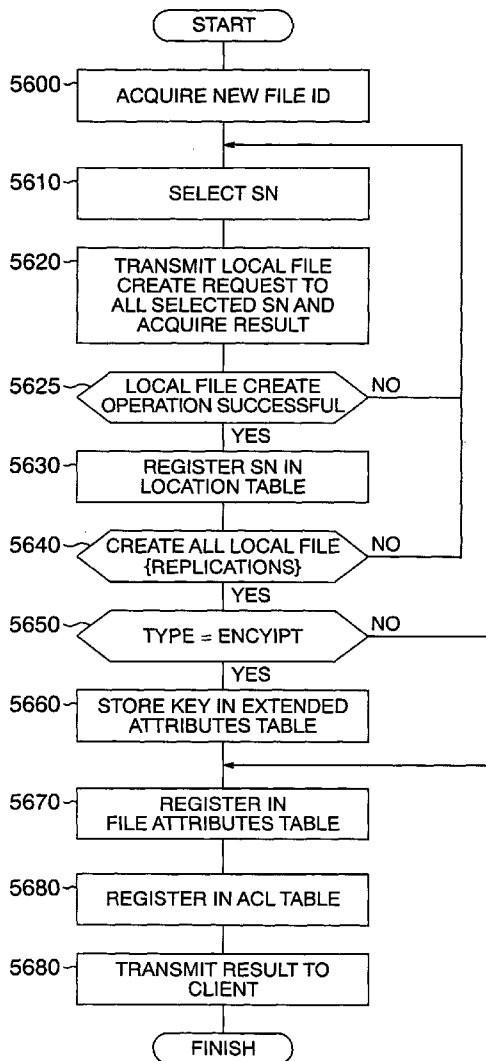 START
5600
ACQUIRE NEW FILE ID
5610
SELECT SN
5620
TRANSMIT LOCAL FILE
CREATE REQUEST TO
ALL SELECTED SN AND
ACQUIRE RESULT
5625
LOCAL FILE CREATE
OPERATION SUCCESSFUL
NO
YES
5630
REGISTER SN IN
LOCATION TABLE
5640
CREATE ALL LOCAL FILE
{REPLICATIONS}
NO
YES
5650
TYPE = ENCYIPT
NO
YES
5660
STORE KEY IN EXTENDED
ATTRIBUTES TABLE
5670
REGISTER IN
FILE ATTRIBUTES TABLE
5680
REGISTER IN ACL TABLE
5680
TRANSMIT RESULT TO
CLIENT
FINISH